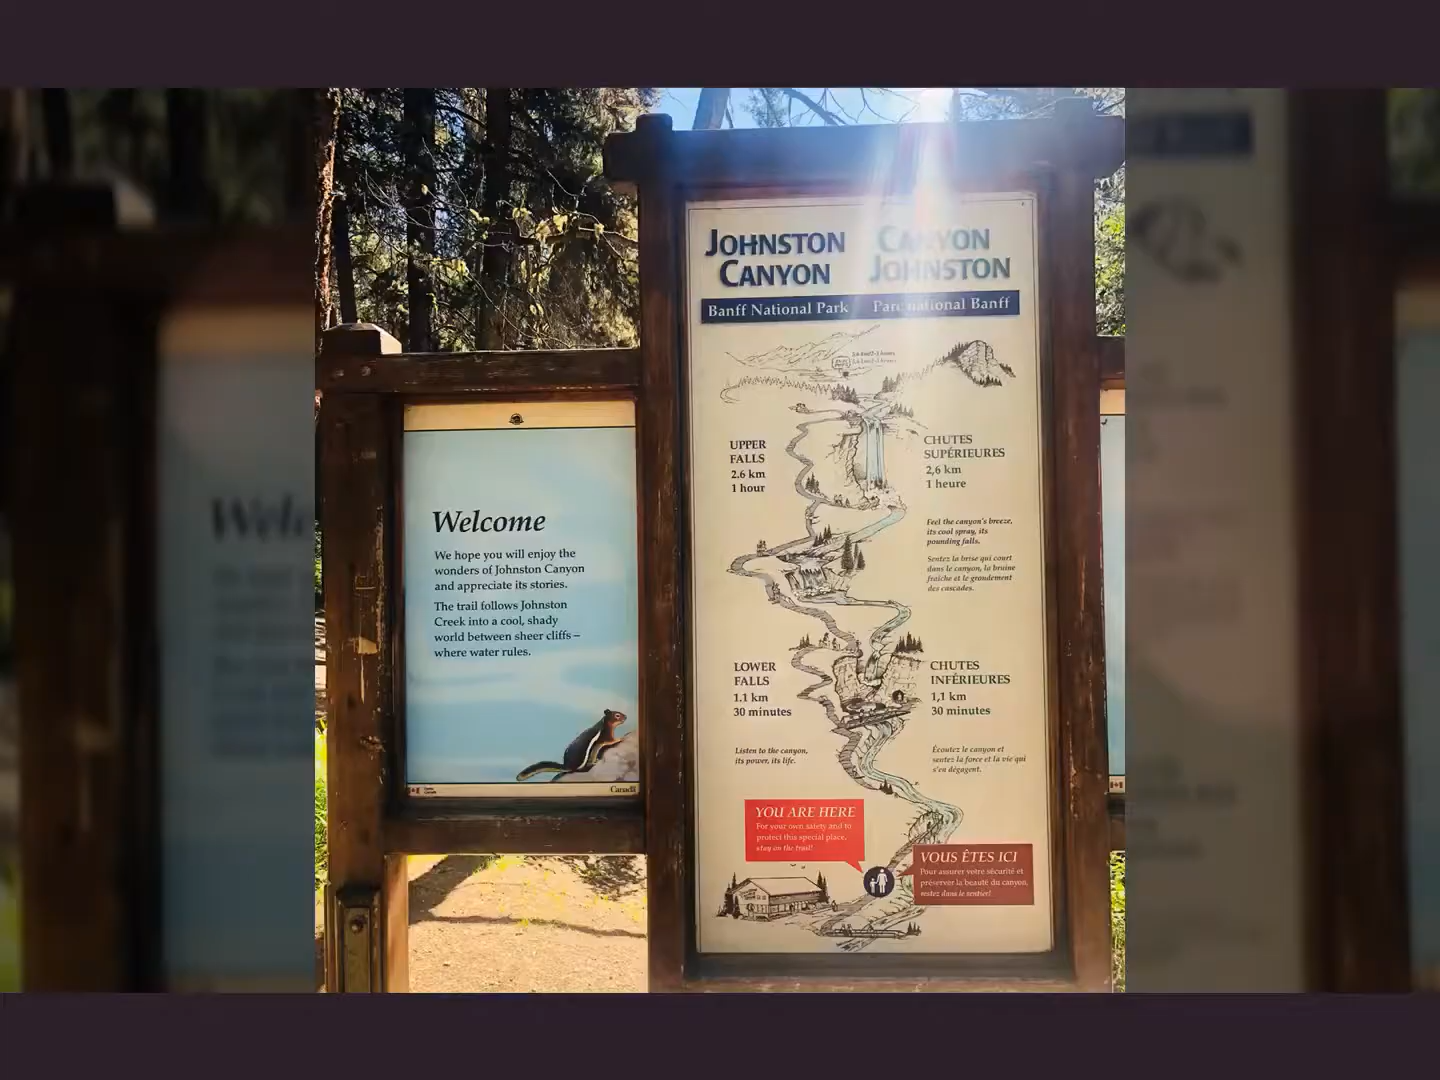 Welcome
We hope you will enjoy the
wonders of Johnston Canyon
and appreciate its stories.
The trail follows Johnston
Creek into a cool, shady
world between sheer cliffs –
where water rules.
Canada
JOHNSTON
CANYON
CANYON
JOHNSTON
Banff National Park
Parc national Banff
UPPER
FALLS
2.6 km
1 hour
CHUTES
SUPÉRIEURES
2,6 km
1 heure
Feel the canyon's breeze,
its cool spray, its
pounding falls.
Sentez la brise qui court
dans le canyon, la bruine
fraîche et le grondement
des cascades.
LOWER
FALLS
1.1 km
30 minutes
CHUTES
INFÉRIEURES
1,1 km
30 minutes
Listen to the canyon,
its power, its life.
Écoutez le canyon et
sentez la force et la vie qui
s'en dégagent.
YOU ARE HERE
For your own safety and to
protect this special place,
stay on the trail!
VOUS ÊTES ICI
Pour assurer votre sécurité et
préserver la beauté du canyon,
restez dans le sentier!